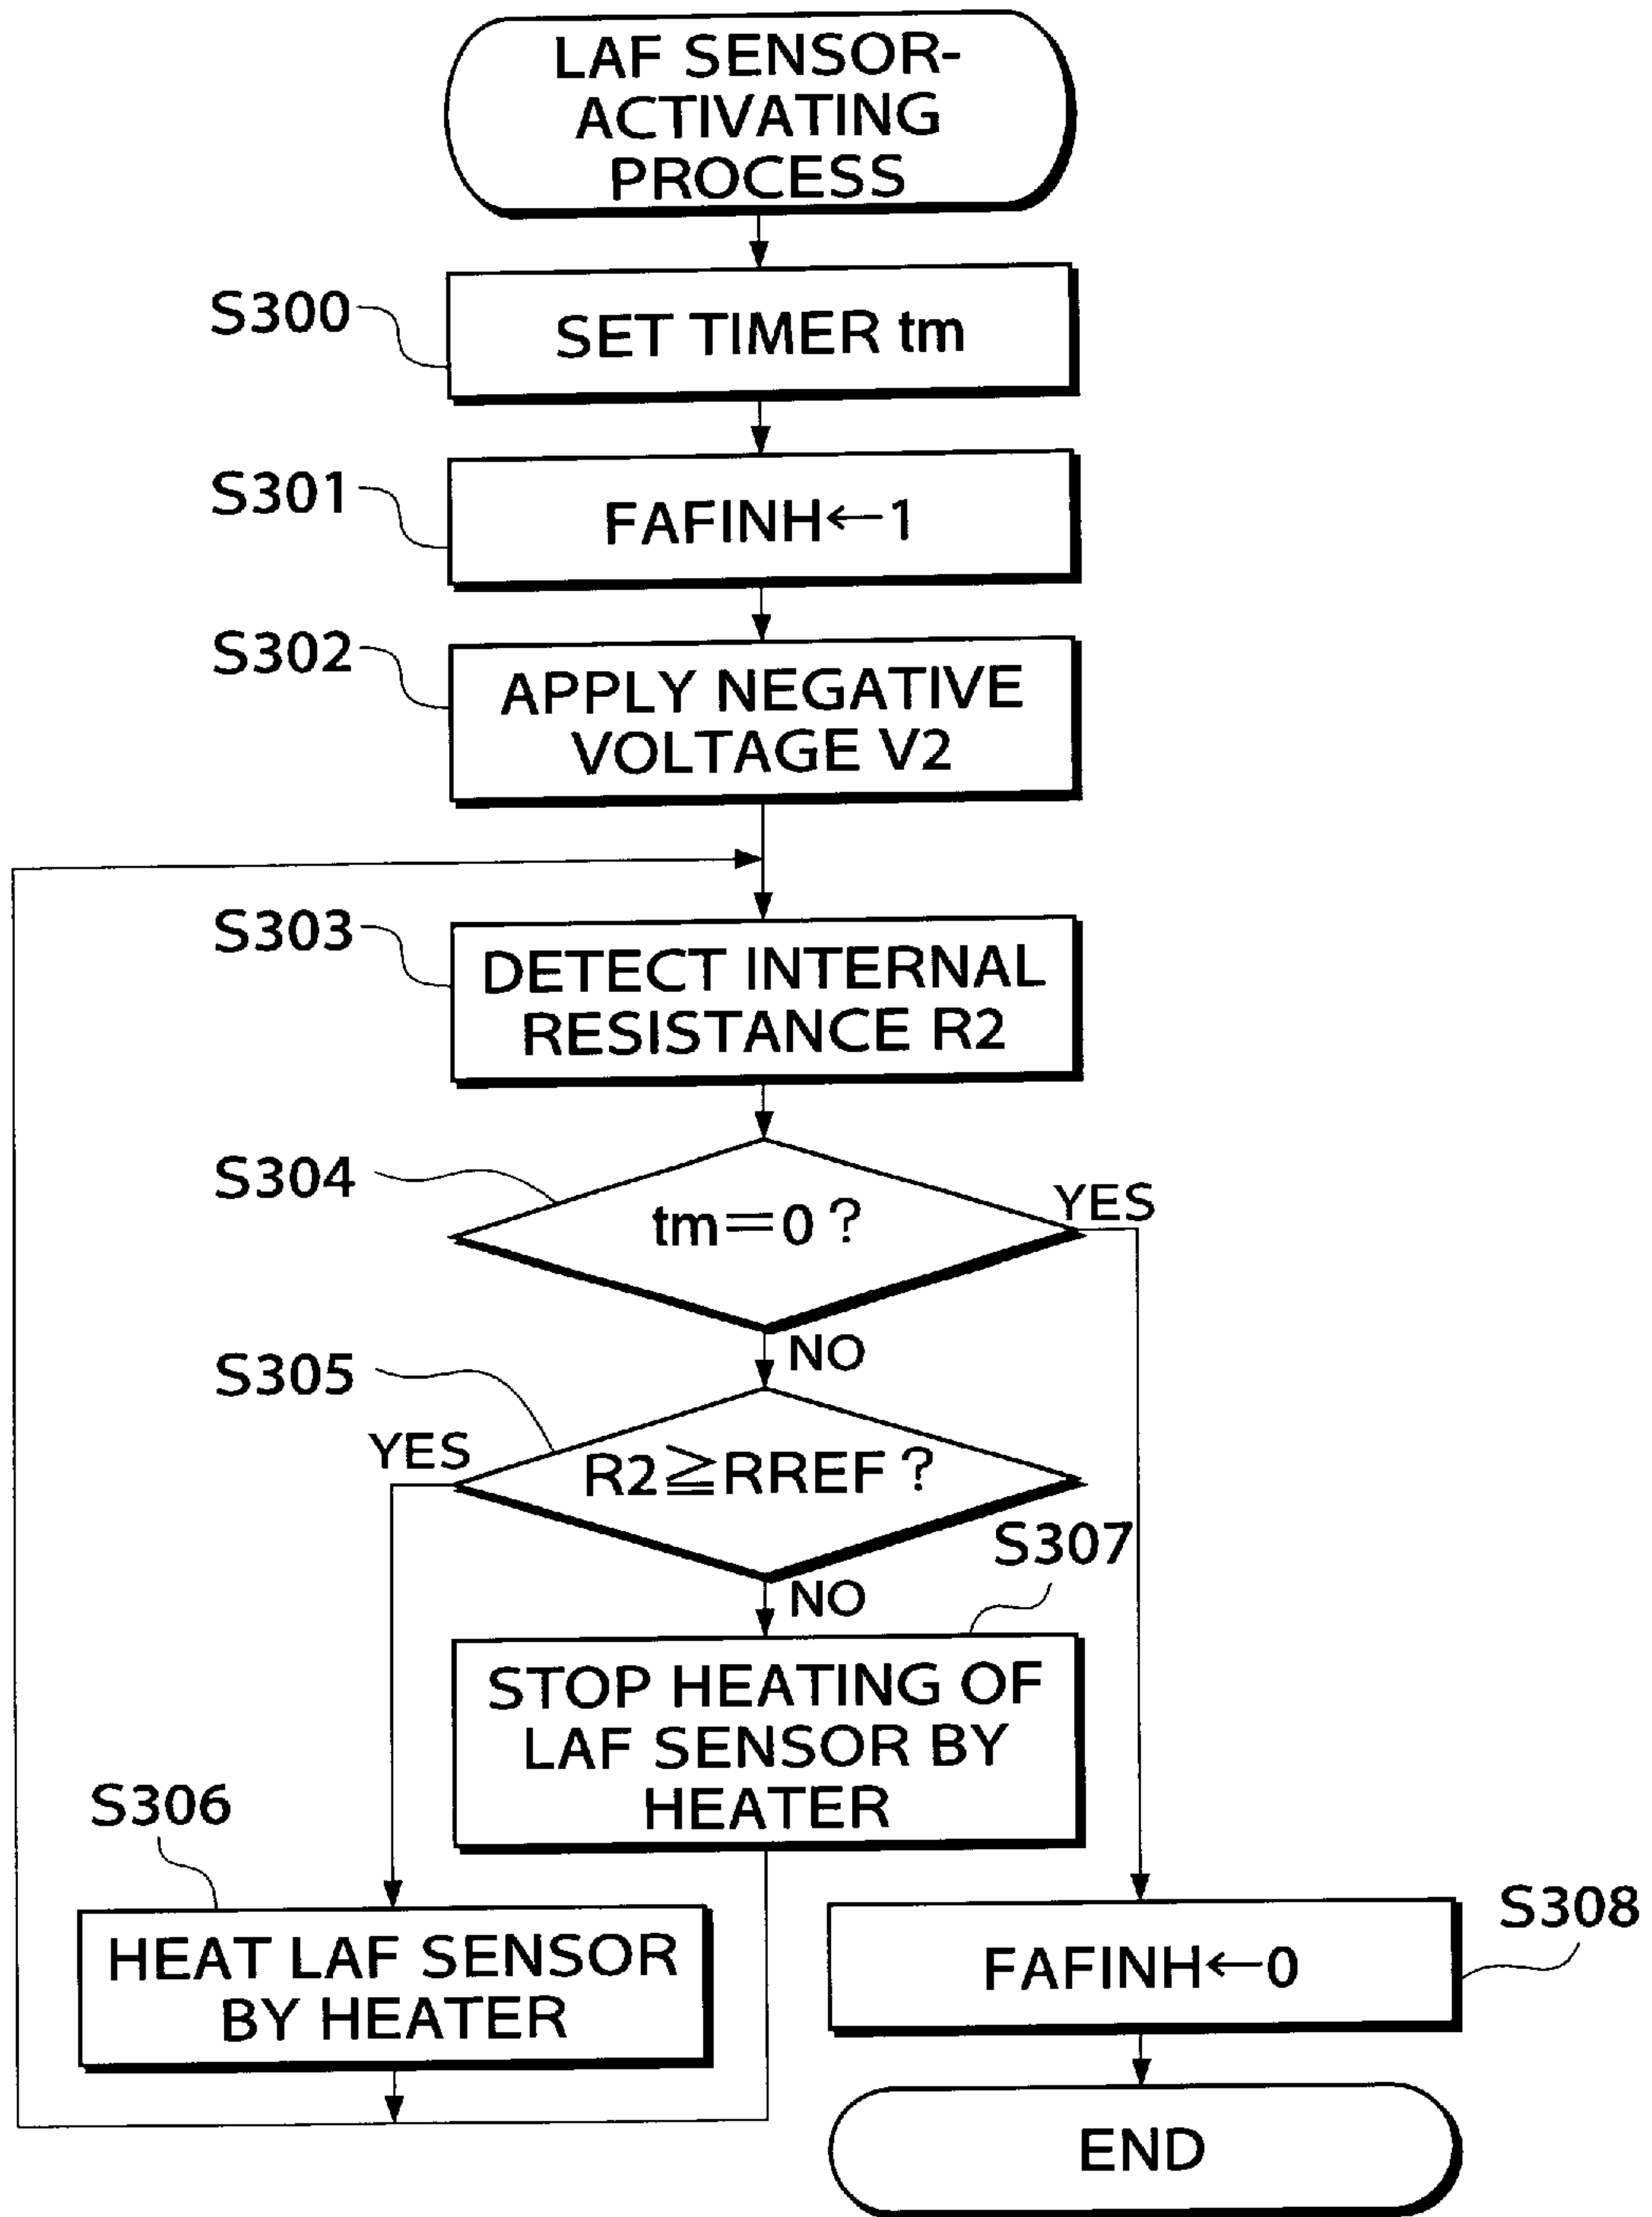 LAF SENSOR-
ACTIVATING
PROCESS
S300
SET TIMER tm
S301
FAFINH←1
S302
APPLY NEGATIVE
VOLTAGE V2
S303
DETECT INTERNAL
RESISTANCE R2
S304
tm=0?
YES
NO
S305
R2≧RREF?
YES
NO
S307
STOP HEATING OF
LAF SENSOR BY
HEATER
S306
HEAT LAF SENSOR
BY HEATER
S308
FAFINH←0
END